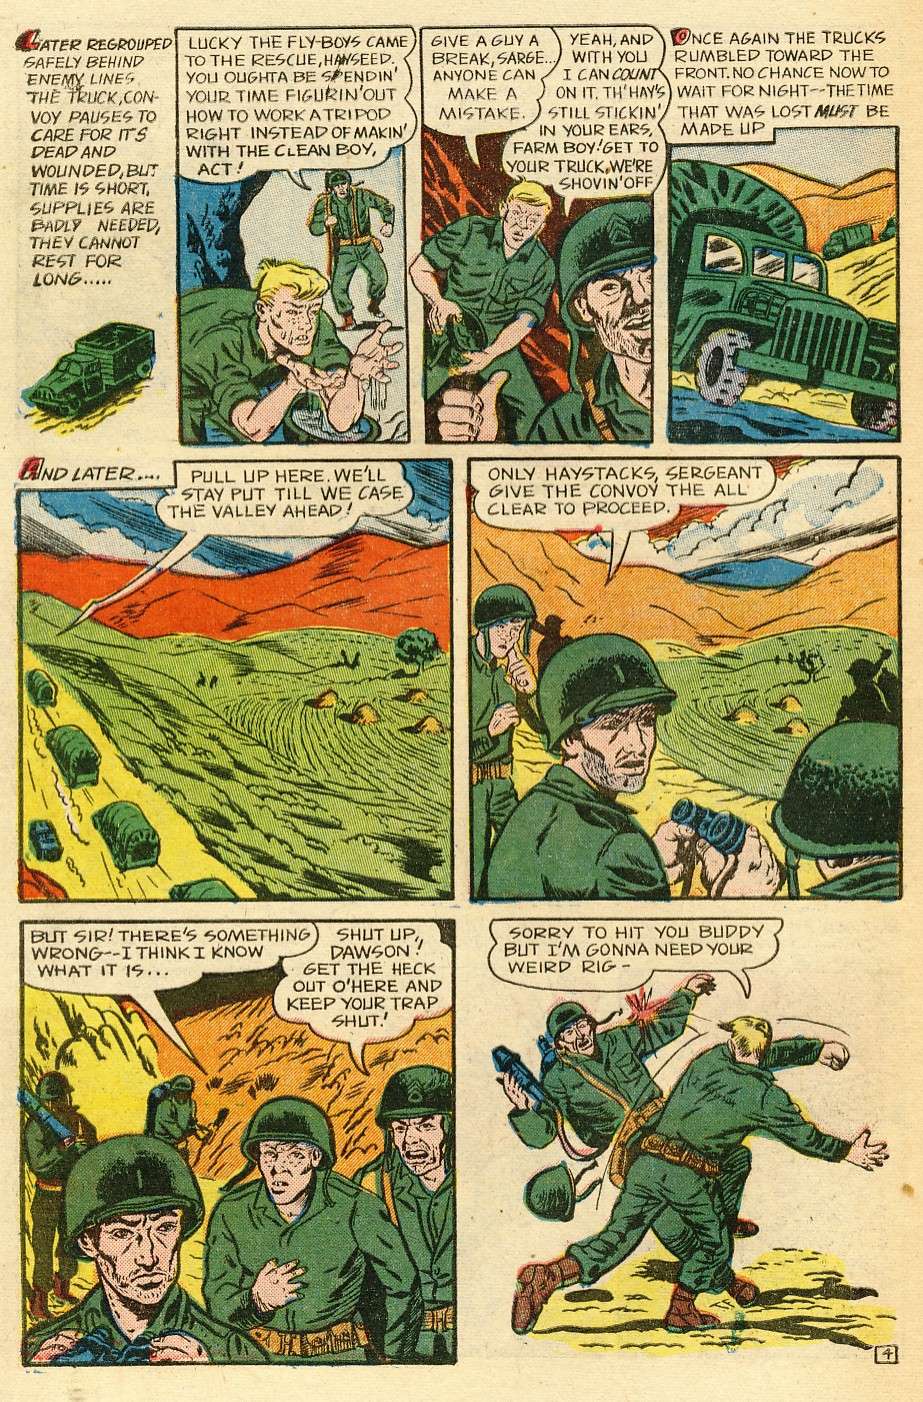 LATER REGROUPED
SAFELY BEHIND
ENEMY LINES
THE TRUCK, CON-
VOY PAUSES TO
CARE FOR IT'S
DEAD AND
WOUNDED, BUT
TIME IS SHORT,
SUPPLIES ARE
BADLY NEEDED,
THEY CANNOT
REST FOR
LONG.....
LUCKY THE FLY-BOYS CAME
TO THE RESCUE, HAYSEED.
YOU OUGHTA BE SPENDIN'
YOUR TIME FIGURIN' OUT
HOW TO WORK A TRIPOD
RIGHT INSTEAD OF MAKIN'
WITH THE CLEAN BOY,
ACT!
GIVE A GUY A
BREAK, SARGE...
ANYONE CAN
MAKE A
MISTAKE.
YEAH, AND
WITH YOU
I CAN COUNT
ON IT. TH' HAY'S
STILL STICKIN'
IN YOUR EARS,
FARM BOY! GET TO
YOUR TRUCK, WE'RE
SHOVIN' OFF
ONCE AGAIN THE TRUCKS
RUMBLED TOWARD THE
FRONT. NO CHANCE NOW TO
WAIT FOR NIGHT--THE TIME
THAT WAS LOST MUST BE
MADE UP
AND LATER....
PULL UP HERE. WE'LL
STAY PUT TILL WE CASE
THE VALLEY AHEAD!
ONLY HAYSTACKS, SERGEANT
GIVE THE CONVOY THE ALL
CLEAR TO PROCEED.
BUT SIR! THERE'S SOMETHING
WRONG--I THINK I KNOW
WHAT IT IS...
SHUT UP,
DAWSON!
GET THE HECK
OUT O' HERE AND
KEEP YOUR TRAP
SHUT!
SORRY TO HIT YOU BUDDY
BUT I'M GONNA NEED YOUR
WEIRD RIG-
4